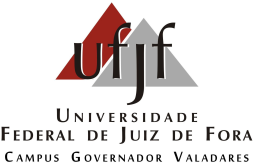 ufjf
UNIVERSIDADE
FEDERAL DE JUIZ DE FORA
CAMPUS GOVERNADOR VALADARES